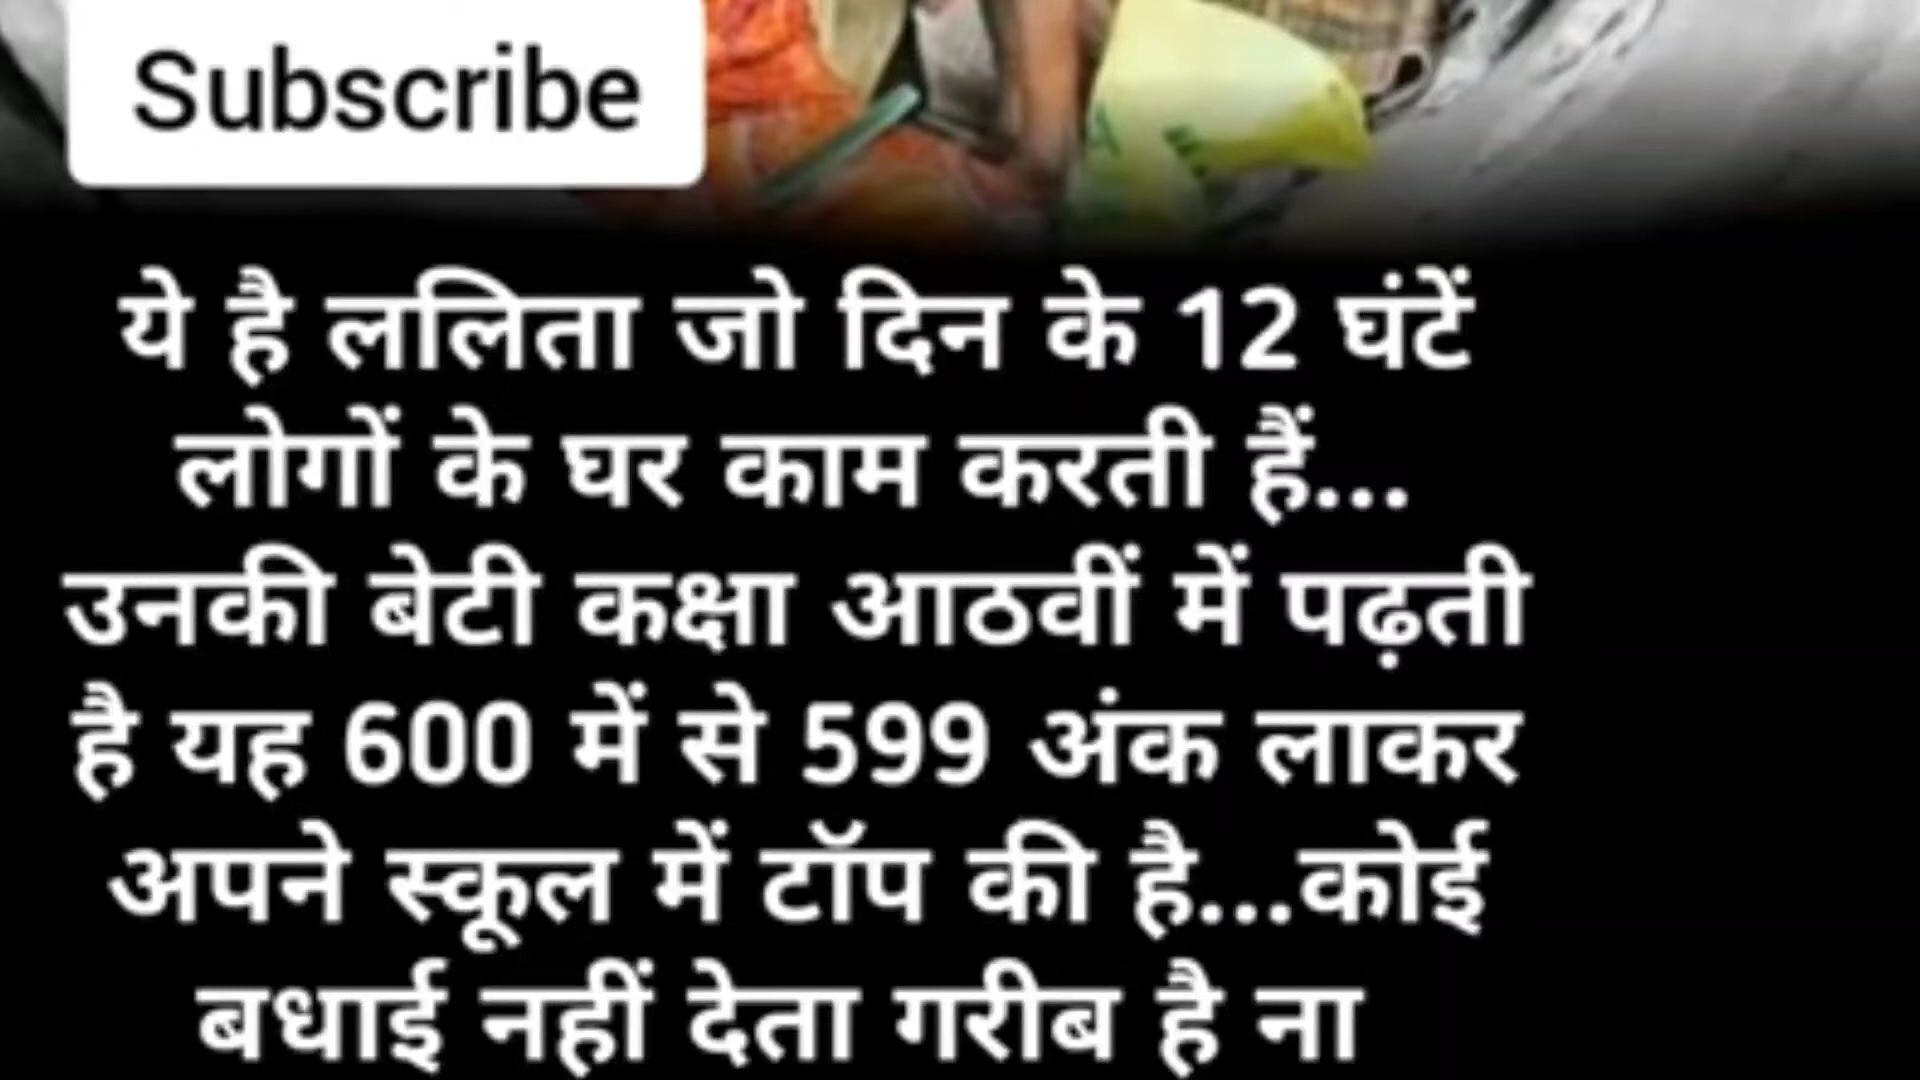 Subscribe
ये है ललिता जो दिन के 12 घंटें
लोगों के घर काम करती हैं...
उनकी बेटी कक्षा आठवीं में पढ़ती
है यह 600 में से 599 अंक लाकर
अपने स्कूल में टॉप की है...कोई
बधाई नहीं देता गरीब है ना